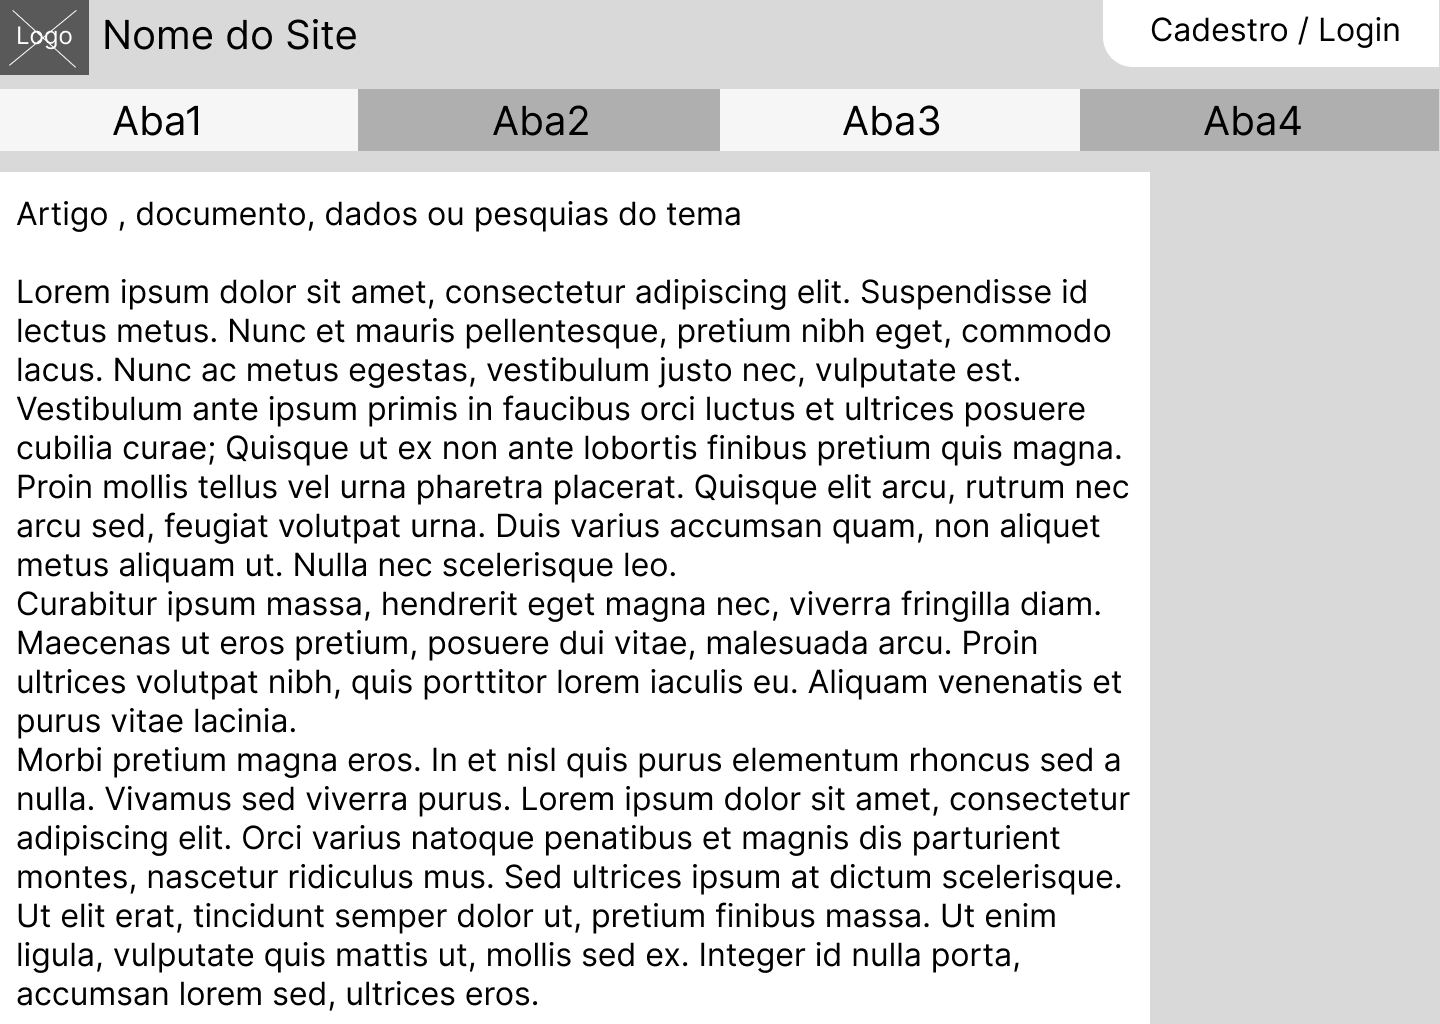 Logo
Nome do Site
Cadestro / Login
Aba1
Aba2
Aba3
Aba4
Artigo , documento, dados ou pesquias do tema
Lorem ipsum dolor sit amet, consectetur adipiscing elit. Suspendisse id
lectus metus. Nunc et mauris pellentesque, pretium nibh eget, commodo
lacus. Nunc ac metus egestas, vestibulum justo nec, vulputate est.
Vestibulum ante ipsum primis in faucibus orci luctus et ultrices posuere
cubilia curae; Quisque ut ex non ante lobortis finibus pretium quis magna.
Proin mollis tellus vel urna pharetra placerat. Quisque elit arcu, rutrum nec
arcu sed, feugiat volutpat urna. Duis varius accumsan quam, non aliquet
metus aliquam ut. Nulla nec scelerisque leo.
Curabitur ipsum massa, hendrerit eget magna nec, viverra fringilla diam.
Maecenas ut eros pretium, posuere dui vitae, malesuada arcu. Proin
ultrices volutpat nibh, quis porttitor lorem iaculis eu. Aliquam venenatis et
purus vitae lacinia.
Morbi pretium magna eros. In et nisl quis purus elementum rhoncus sed a
nulla. Vivamus sed viverra purus. Lorem ipsum dolor sit amet, consectetur
adipiscing elit. Orci varius natoque penatibus et magnis dis parturient
montes, nascetur ridiculus mus. Sed ultrices ipsum at dictum scelerisque.
Ut elit erat, tincidunt semper dolor ut, pretium finibus massa. Ut enim
ligula, vulputate quis mattis ut, mollis sed ex. Integer id nulla porta,
accumsan lorem sed, ultrices eros.